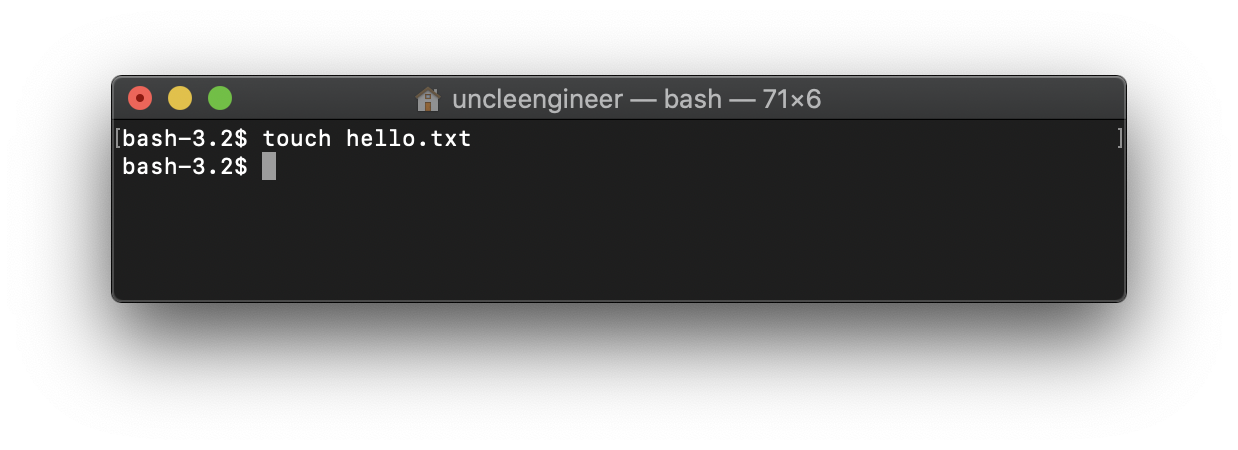 uncleengineer — bash — 71×6
[bash-3.2$ touch hello.txt ]
bash-3.2$